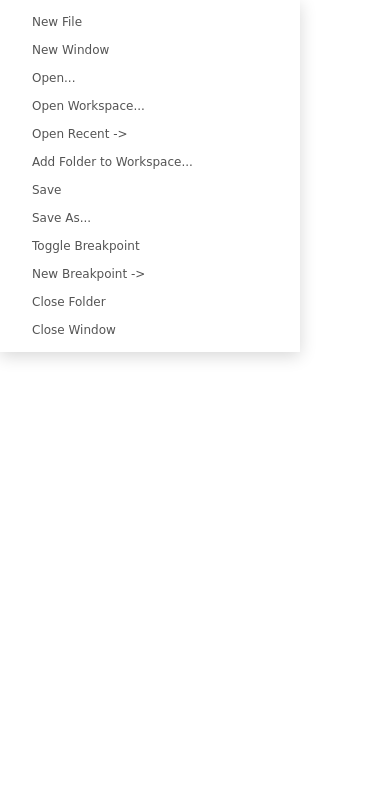 New File
New Window
Open...
Open Workspace...
Open Recent ->
Add Folder to Workspace...
Save
Save As...
Toggle Breakpoint
New Breakpoint ->
Close Folder
Close Window